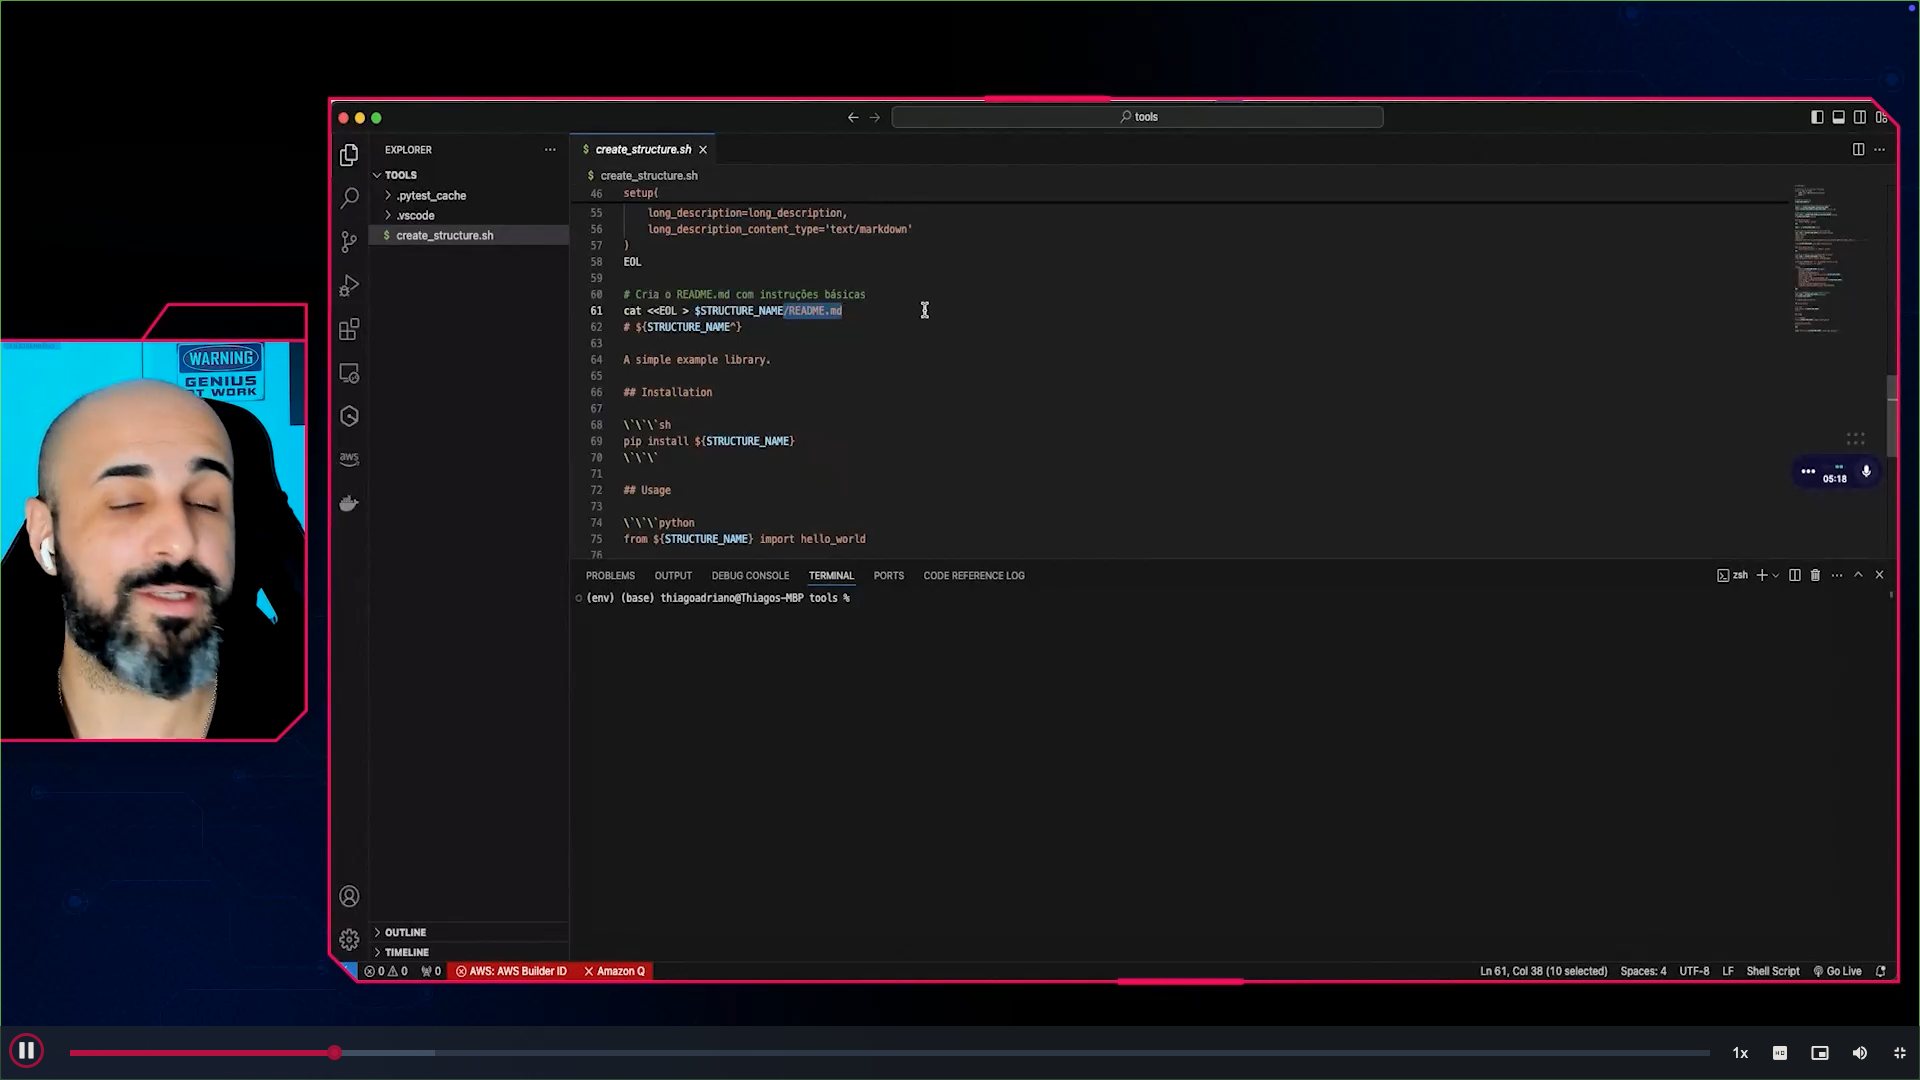 tools
EXPLORER
create_structure.sh
TOOLS
.pytest_cache
.vscode
create_structure.sh
$ create_structure.sh
46 setup(
55 long_description=long_description,
56 long_description_content_type='text/markdown'
57 )
58 EOL
59
60 # Cria o README.md com instruções básicas
61 cat <<EOL > $STRUCTURE_NAME/README.md
62 # ${STRUCTURE_NAME^}
63
64 A simple example library.
65
66 ## Installation
67
68 \`\`\`sh
69 pip install ${STRUCTURE_NAME}
70 \`\`\`
71
72 ## Usage
73
74 \`\`\`python
75 from ${STRUCTURE_NAME} import hello_world
76
WARNING
GENIUS
AT WORK
aws
05:18
PROBLEMS OUTPUT DEBUG CONSOLE TERMINAL PORTS CODE REFERENCE LOG
zsh
(env) (base) thiagoadriano@Thiagos-MBP tools %
OUTLINE
TIMELINE
0 0 0 AWS: AWS Builder ID Amazon Q
Ln 61, Col 38 (10 selected) Spaces: 4 UTF-8 LF Shell Script Go Live
1x